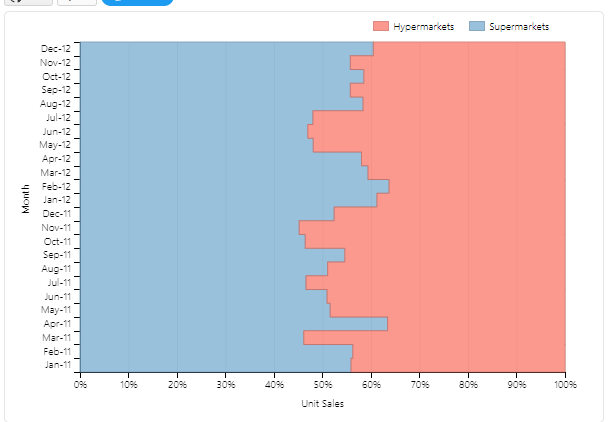 Hypermarkets Supermarkets
Dec-12
Nov-12
Oct-12
Sep-12
Aug-12
Jul-12
Jun-12
May-12
Apr-12
Mar-12
Feb-12
Jan-12
Dec-11
Nov-11
Oct-11
Sep-11
Aug-11
Jul-11
Jun-11
May-11
Apr-11
Mar-11
Feb-11
Jan-11
Month
0% 10% 20% 30% 40% 50% 60% 70% 80% 90% 100%
Unit Sales